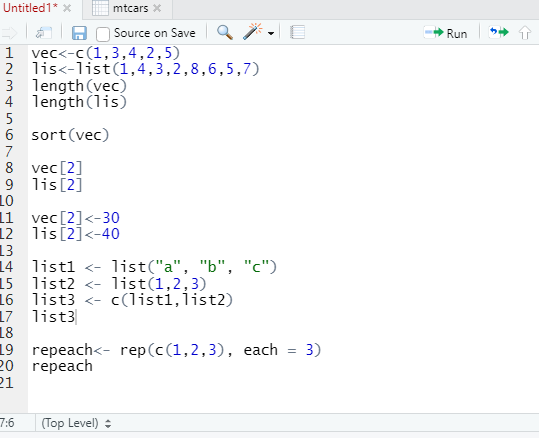 Untitled1* mtcars
Source on Save Run
1 vec<-c(1,3,4,2,5)
2 lis<-list(1,4,3,2,8,6,5,7)
3 length(vec)
4 length(lis)
5
6 sort(vec)
7
8 vec[2]
9 lis[2]
10
11 vec[2]<-30
12 lis[2]<-40
13
14 list1 <- list("a", "b", "c")
15 list2 <- list(1,2,3)
16 list3 <- c(list1,list2)
17 list3
18
19 repeach<- rep(c(1,2,3), each = 3)
20 repeach
21
7:6 (Top Level)